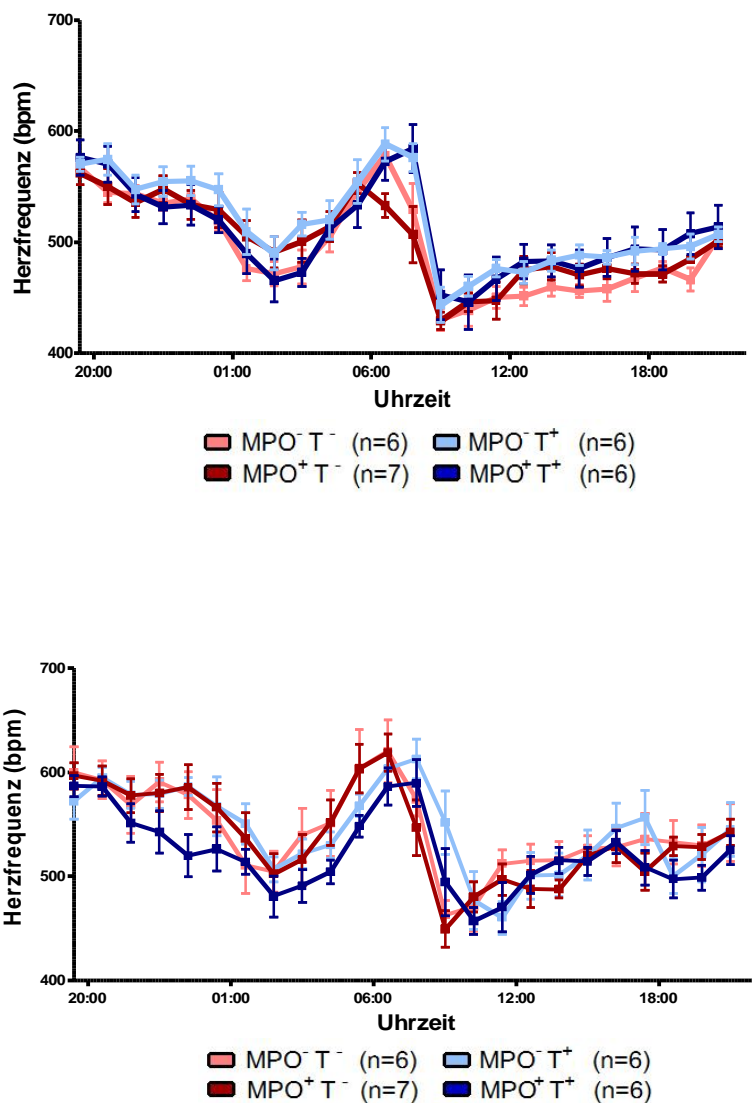 700
600
500
400
Herzfrequenz (bpm)
20:00 01:00 06:00 12:00 18:00
Uhrzeit
MPO⁻ T⁻ (n=6) MPO⁻ T⁺ (n=6)
MPO⁺ T⁻ (n=7) MPO⁺ T⁺ (n=6)
700
600
500
400
Herzfrequenz (bpm)
20:00 01:00 06:00 12:00 18:00
Uhrzeit
MPO⁻ T⁻ (n=6) MPO⁻ T⁺ (n=6)
MPO⁺ T⁻ (n=7) MPO⁺ T⁺ (n=6)